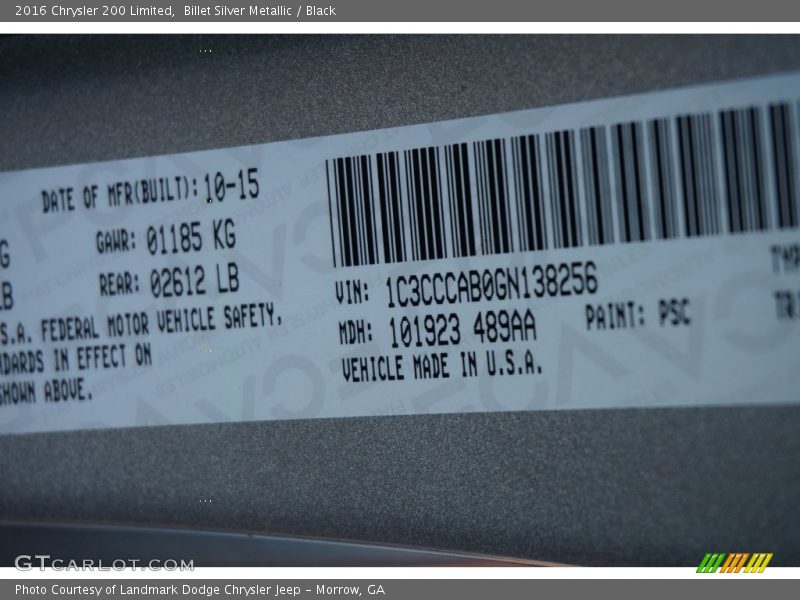 2016 Chrysler 200 Limited, Billet Silver Metallic / Black
DATE OF MFR(BUILT): 10-15
GAWR: 01185 KG
REAR: 02612 LB
S.A. FEDERAL MOTOR VEHICLE SAFETY,
DARDS IN EFFECT ON
SHOWN ABOVE.
VIN: 1C3CCCAB0GN138256
MDH: 101923 489AA
PAINT: PSC
VEHICLE MADE IN U.S.A.
GTCARLOT.COM
Photo Courtesy of Landmark Dodge Chrysler Jeep - Morrow, GA